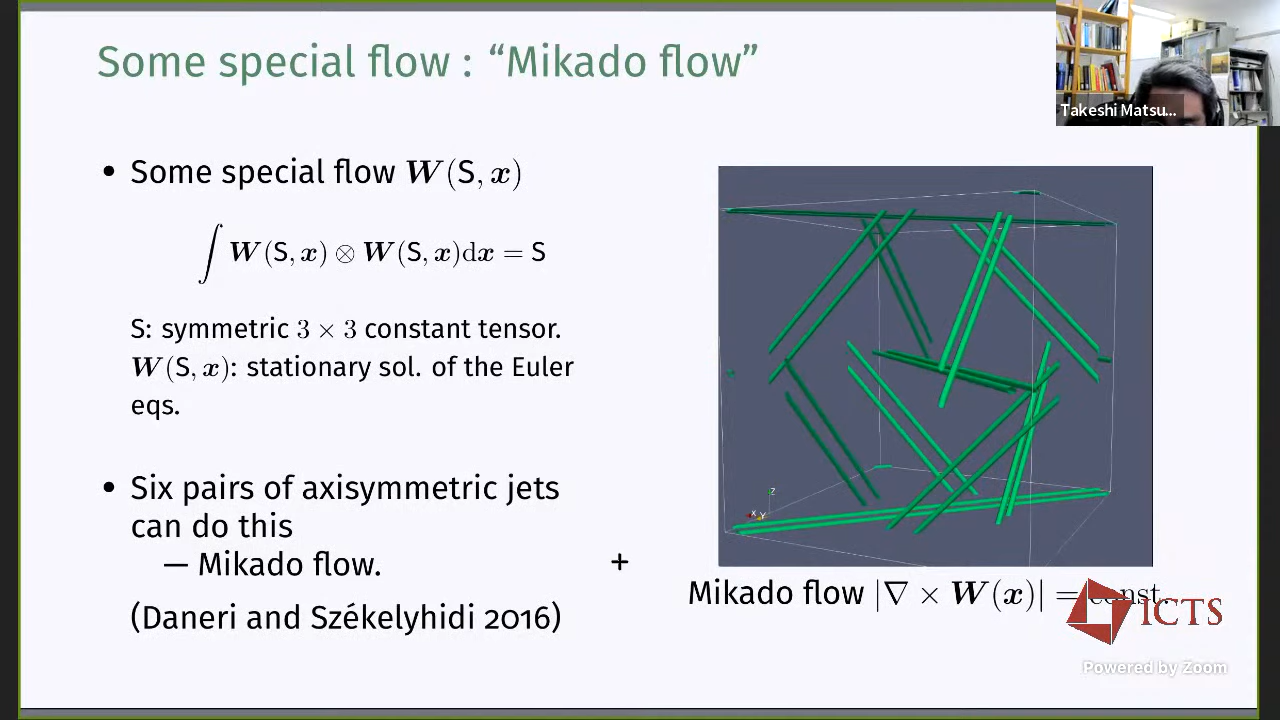 Some special flow : “Mikado flow”
Takeshi Matsu...
• Some special flow W(S, x)
∫ W(S, x) ⊗ W(S, x)dx = S
S: symmetric 3 × 3 constant tensor.
W(S, x): stationary sol. of the Euler
eqs.
• Six pairs of axisymmetric jets
can do this
— Mikado flow.
(Daneri and Székelyhidi 2016)
+
z
x
Y
Mikado flow |∇ × W(x)| = const.
ICTS
Powered by Zoom